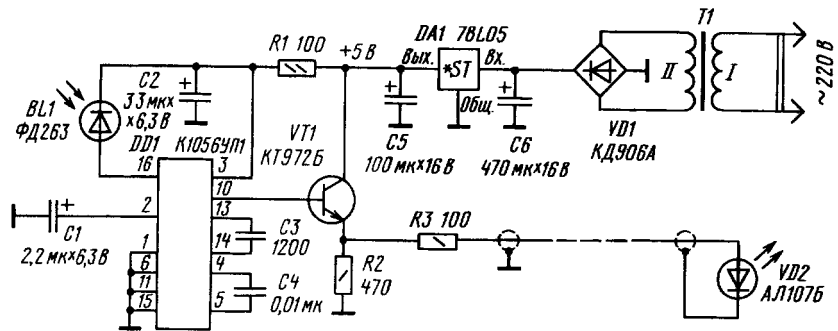 T1
DA1 78L05
R1 100
+5 В
Вых.
*ST
Вх.
II
I
~220 В
C2
33 мк×
×6,3 В
Общ.
BL1
ФД263
DD1
К1056УП1
VT1
КТ972Б
C5
100 мк×16 В
C6
470 мк×16 В
VD1
КД906А
16
3
10
2
13
C1
2,2 мк×6,3 В
14
C3
1200
R3 100
1
6
11
15
4
5
C4
0,01 мк
R2
470
VD2
АЛ107Б